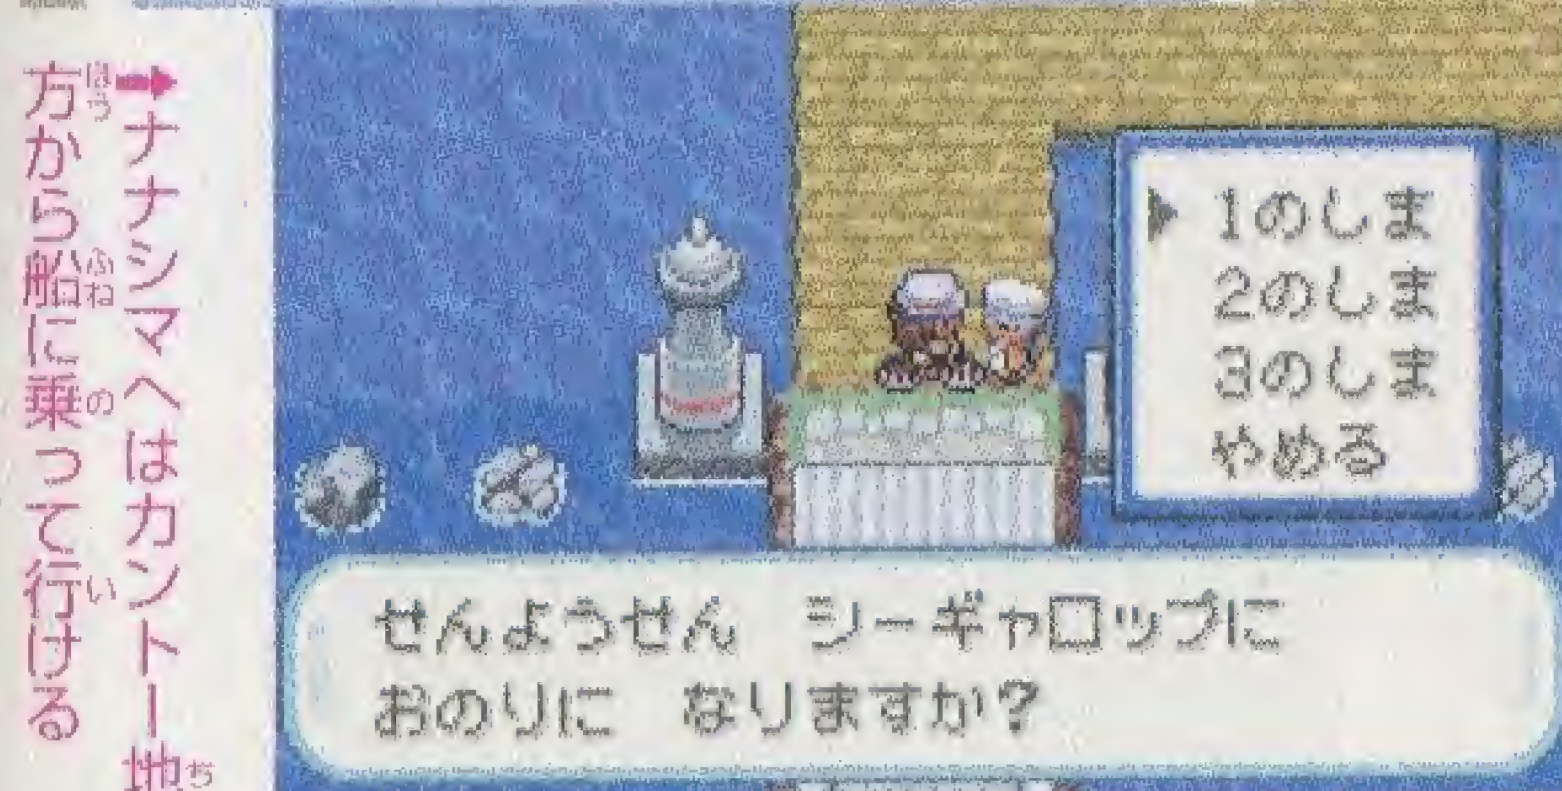 ➡ナナシマへはカントー地
方から船に乗って行ける
1のしま
2のしま
3のしま
やめる
せんようせん シーギャロップに
おのりに なりますか?